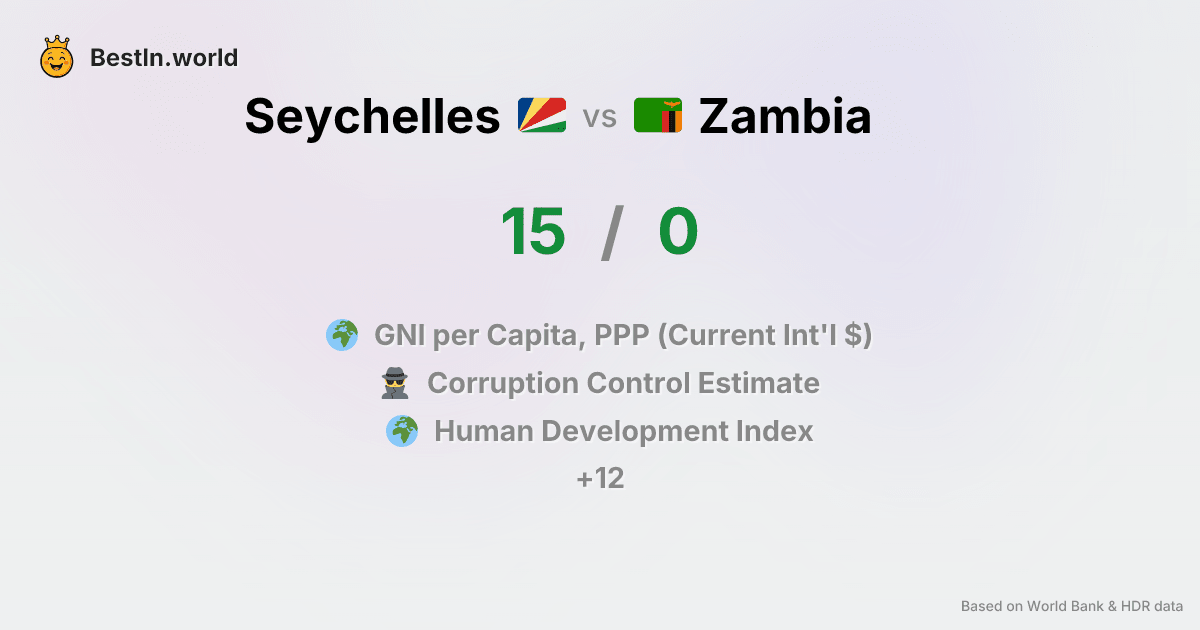 BestIn.world
Seychelles vs Zambia
15 / 0
GNI per Capita, PPP (Current Int'l $)
Corruption Control Estimate
Human Development Index
+12
Based on World Bank & HDR data